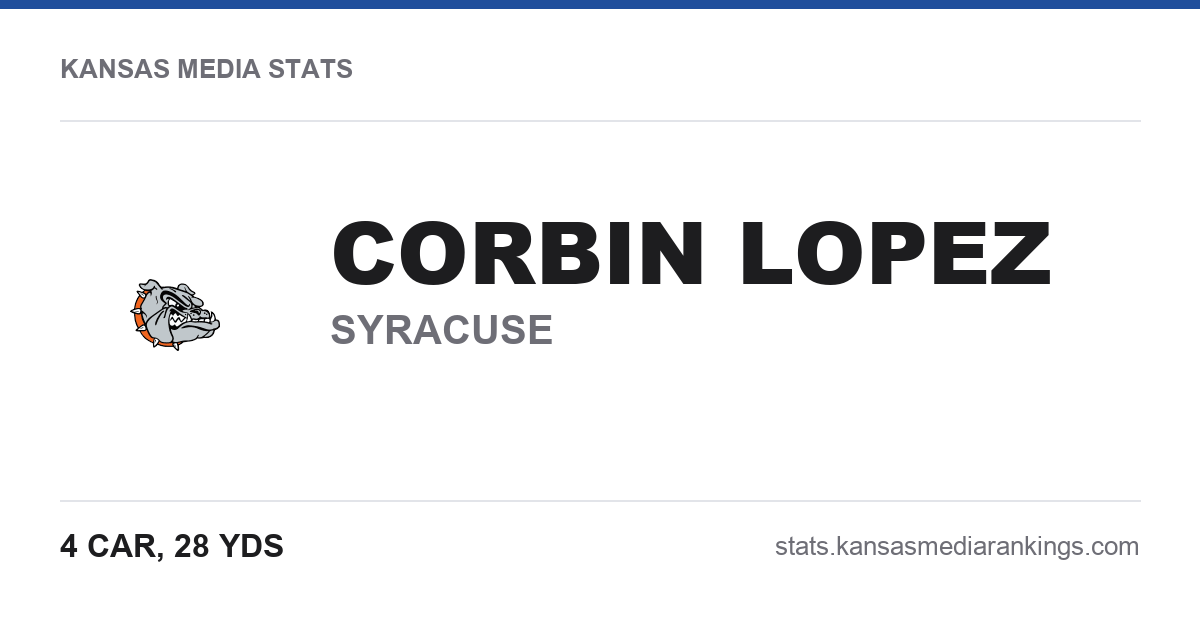 KANSAS MEDIA STATS
CORBIN LOPEZ
SYRACUSE
4 CAR, 28 YDS
stats.kansasmediarankings.com